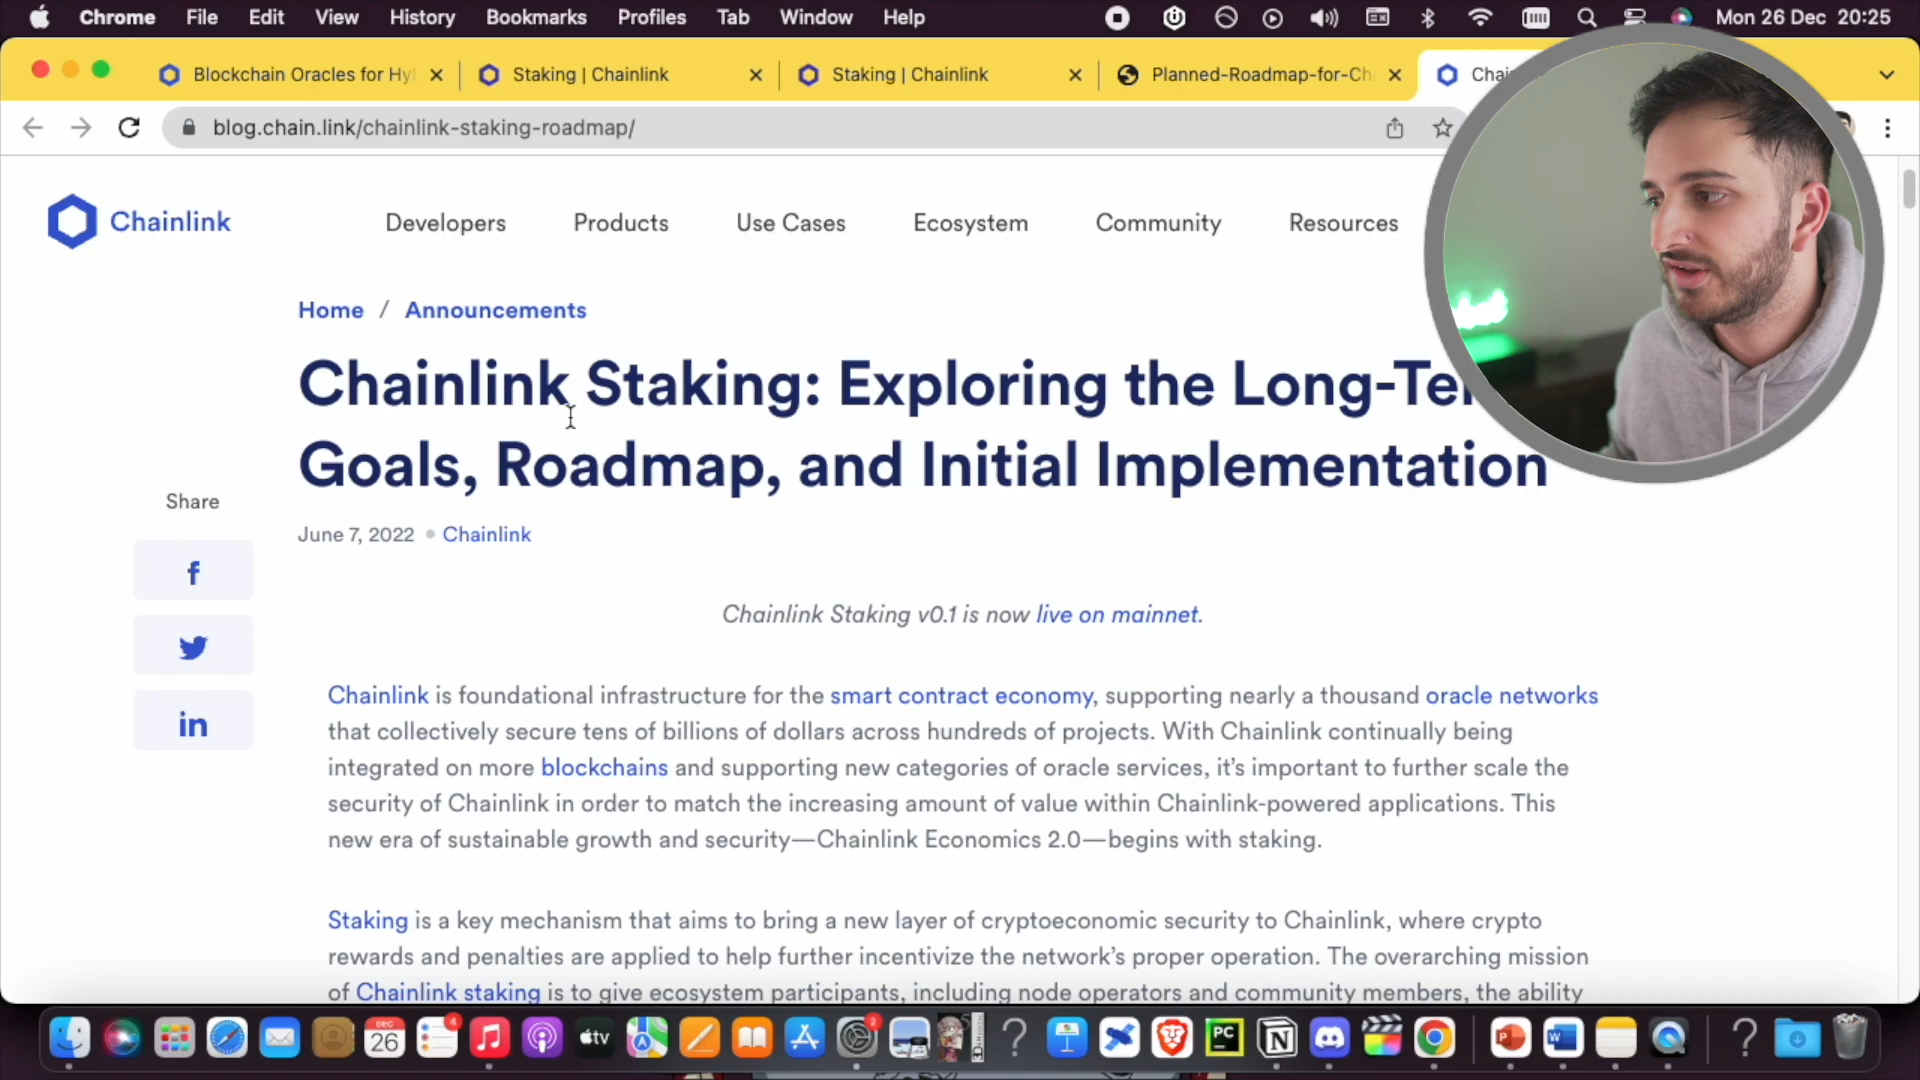 Chrome File Edit View History Bookmarks Profiles Tab Window Help Mon 26 Dec 20:25
Blockchain Oracles for Hy Staking | Chainlink Staking | Chainlink Planned-Roadmap-for-Ch Chai
blog.chain.link/chainlink-staking-roadmap/
Chainlink Developers Products Use Cases Ecosystem Community Resources
Home / Announcements
Chainlink Staking: Exploring the Long-Te
Goals, Roadmap, and Initial Implementation
Share
June 7, 2022 • Chainlink
Chainlink Staking v0.1 is now live on mainnet.
Chainlink is foundational infrastructure for the smart contract economy, supporting nearly a thousand oracle networks
that collectively secure tens of billions of dollars across hundreds of projects. With Chainlink continually being
integrated on more blockchains and supporting new categories of oracle services, it's important to further scale the
security of Chainlink in order to match the increasing amount of value within Chainlink-powered applications. This
new era of sustainable growth and security—Chainlink Economics 2.0—begins with staking.
Staking is a key mechanism that aims to bring a new layer of cryptoeconomic security to Chainlink, where crypto
rewards and penalties are applied to help further incentivize the network's proper operation. The overarching mission
of Chainlink staking is to give ecosystem participants, including node operators and community members, the ability
DEC
26
4
tv
2
PC